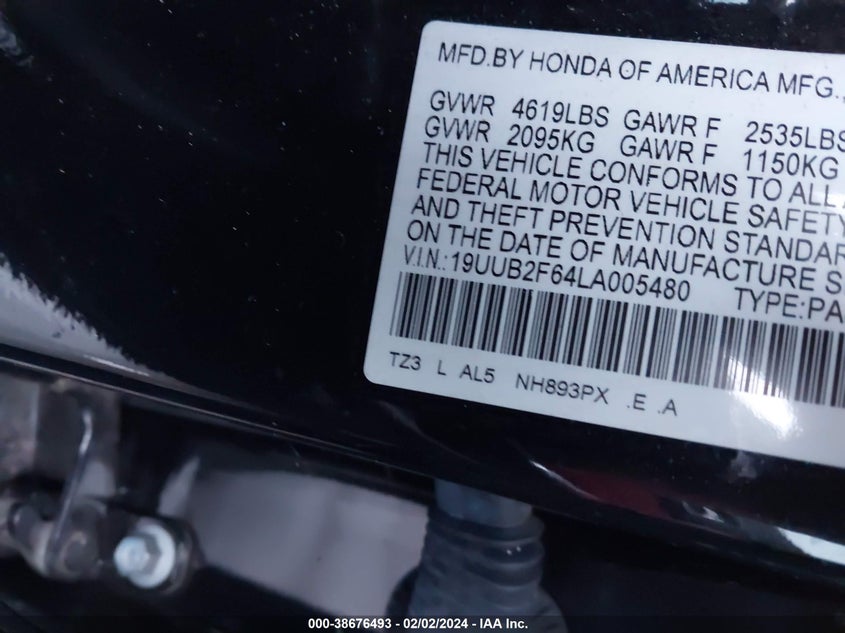 MFD.BY HONDA OF AMERICA MFG.,
GVWR 4619LBS GAWR F 2535LBS
GVWR 2095KG GAWR F 1150KG
THIS VEHICLE CONFORMS TO ALL
FEDERAL MOTOR VEHICLE SAFETY
AND THEFT PREVENTION STANDAR
ON THE DATE OF MANUFACTURE S
V.I.N.:19UUB2F64LA005480 TYPE:PA
TZ3 L AL5 NH893PX .E .A
000-38676493 - 02/02/2024 - IAA Inc.